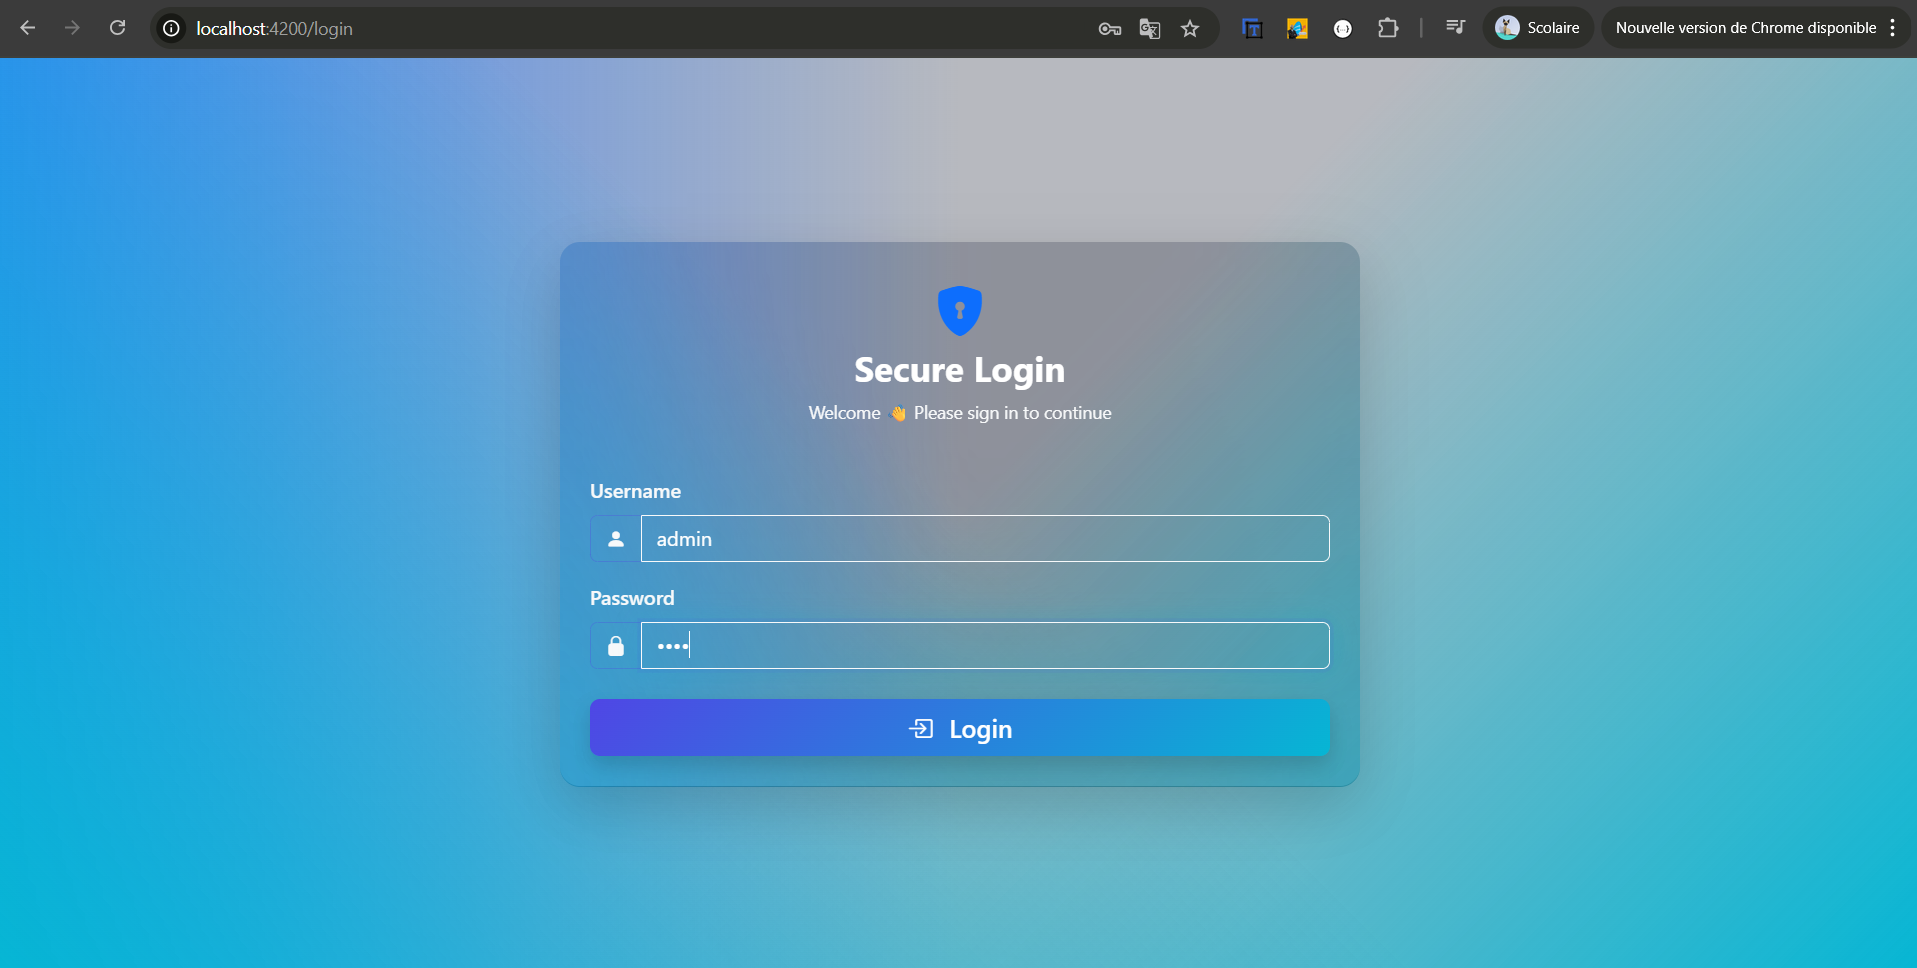 localhost:4200/login
Scolaire
Nouvelle version de Chrome disponible
Secure Login
Welcome 👋 Please sign in to continue
Username
admin
Password
••••
Login